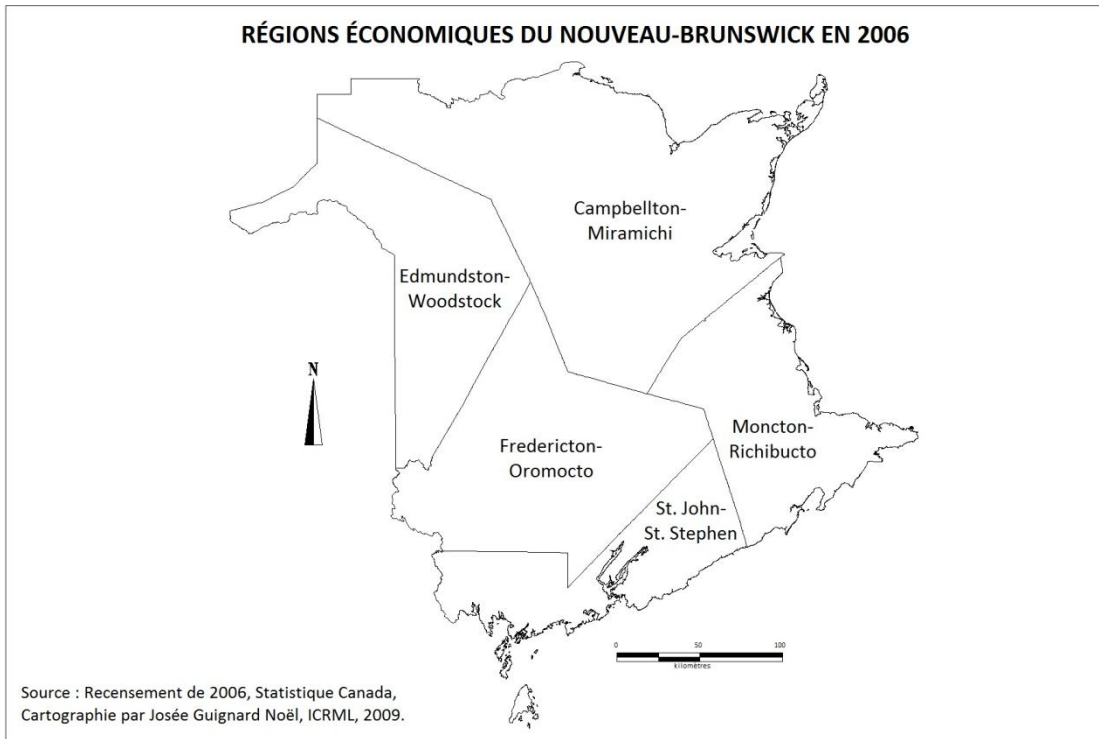 RÉGIONS ÉCONOMIQUES DU NOUVEAU-BRUNSWICK EN 2006
Campbellton-
Miramichi
Edmundston-
Woodstock
N
Moncton-
Richibucto
Fredericton-
Oromocto
St. John-
St. Stephen
0 50 100
kilomètres
Source : Recensement de 2006, Statistique Canada,
Cartographie par Josée Guignard Noël, ICRML, 2009.